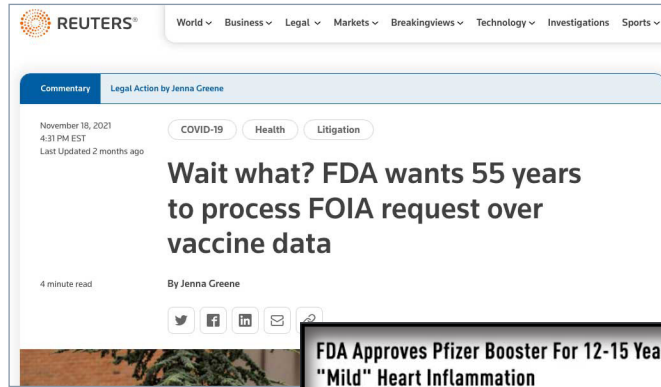 REUTERS®
World Business Legal Markets Breakingviews Technology Investigations Sports
Commentary Legal Action by Jenna Greene
November 18, 2021
4:31 PM EST
Last Updated 2 months ago
COVID-19 Health Litigation
Wait what? FDA wants 55 years
to process FOIA request over
vaccine data
4 minute read
By Jenna Greene
FDA Approves Pfizer Booster For 12-15 Yea
"Mild" Heart Inflammation